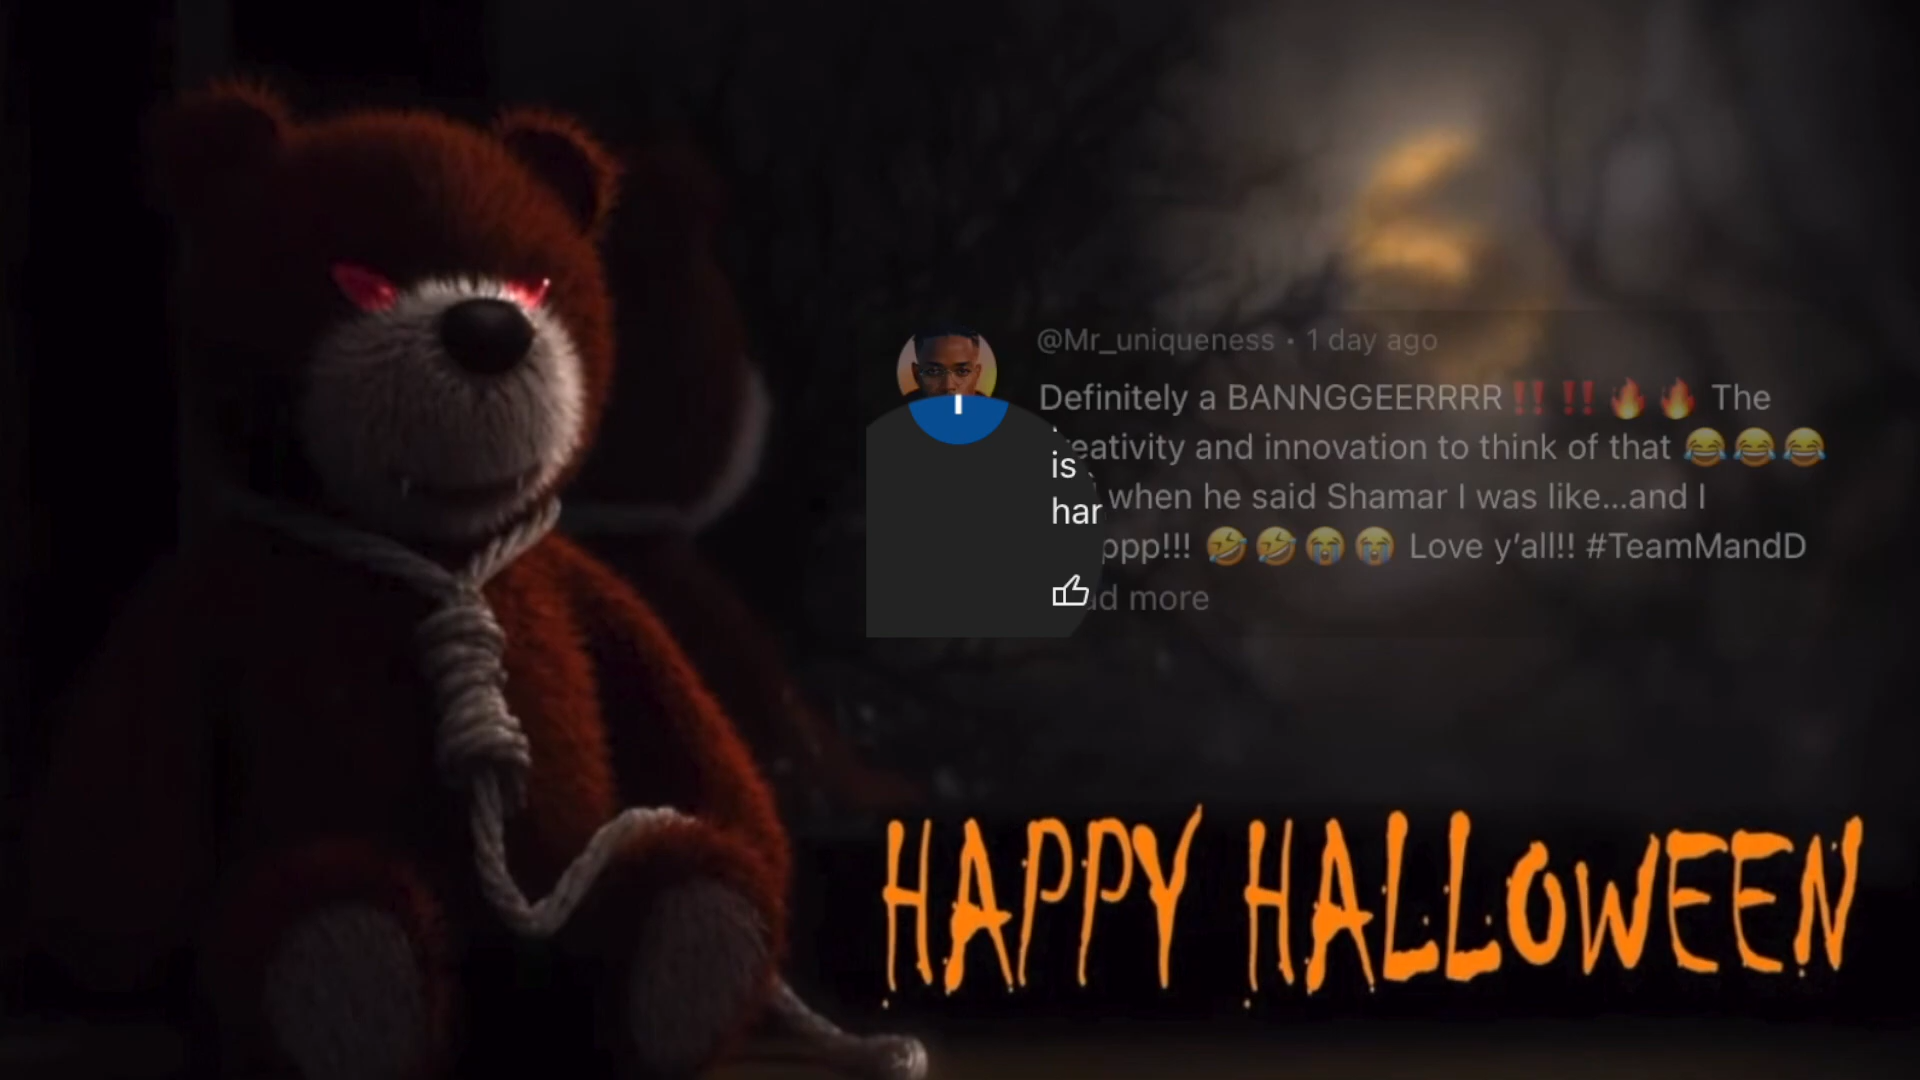 @Mr_uniqueness • 1 day ago
Definitely a BANNGGEERRRR‼️ ‼️ 🔥 🔥 The
eativity and innovation to think of that 😂😂😂
is when he said Shamar I was like...and I
har
ppp!!! 🤣🤣😭😭 Love y'all!! #TeamMandD
d more
HAPPY HALLOWEEN